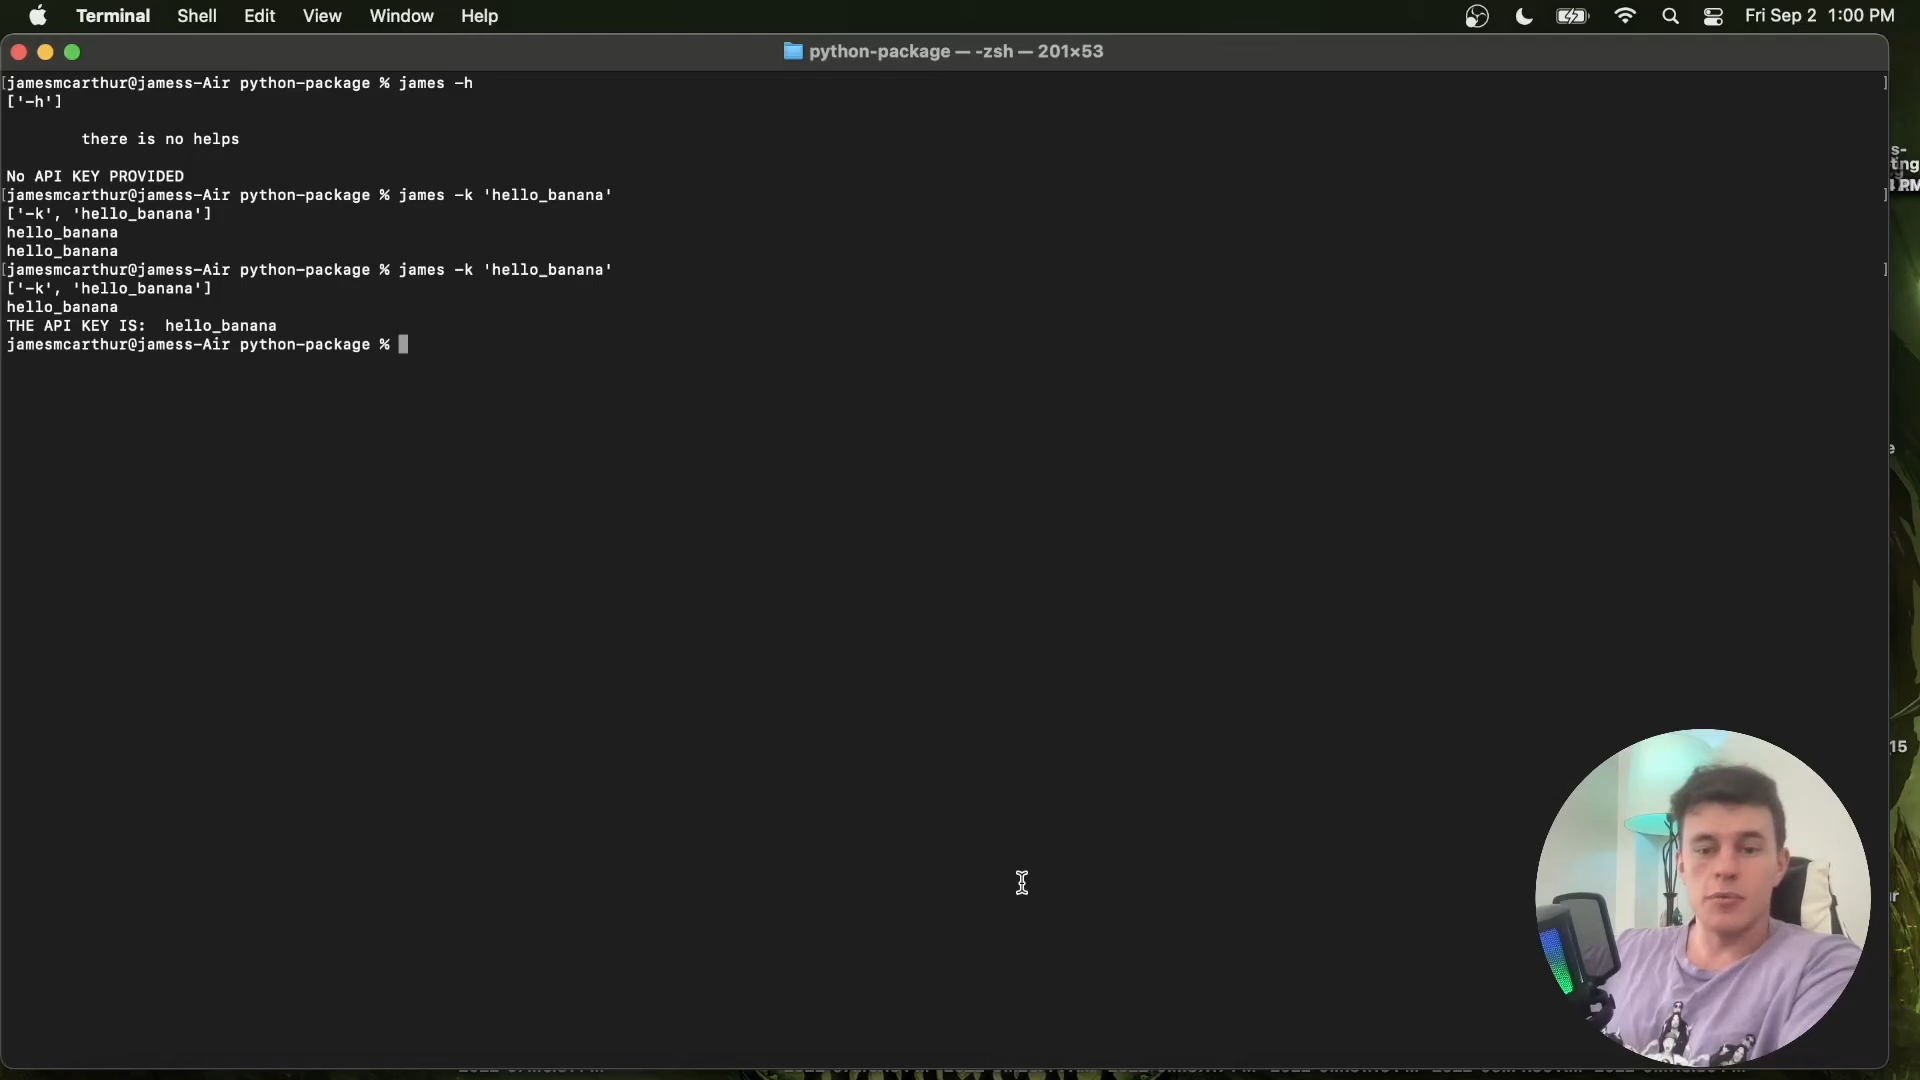 Terminal Shell Edit View Window Help Fri Sep 2 1:00 PM
python-package — -zsh — 201×53
[jamesmcarthur@jamess-Air python-package % james -h ]
['-h']
there is no helps
No API KEY PROVIDED
[jamesmcarthur@jamess-Air python-package % james -k 'hello_banana' ]
['-k', 'hello_banana']
hello_banana
hello_banana
[jamesmcarthur@jamess-Air python-package % james -k 'hello_banana' ]
['-k', 'hello_banana']
hello_banana
THE API KEY IS:  hello_banana
jamesmcarthur@jamess-Air python-package %
s-
tng
PM
e
15
r